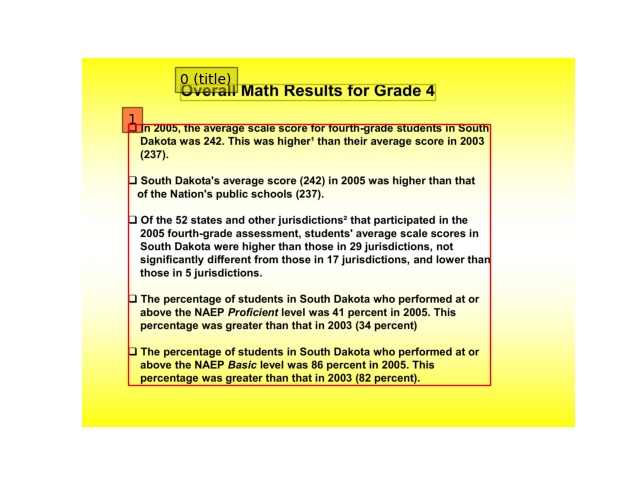 0 (title)
Overall Math Results for Grade 4
1
❑ In 2005, the average scale score for fourth-grade students in South
Dakota was 242. This was higher¹ than their average score in 2003
(237).
❑ South Dakota's average score (242) in 2005 was higher than that
of the Nation's public schools (237).
❑ Of the 52 states and other jurisdictions² that participated in the
2005 fourth-grade assessment, students' average scale scores in
South Dakota were higher than those in 29 jurisdictions, not
significantly different from those in 17 jurisdictions, and lower than
those in 5 jurisdictions.
❑ The percentage of students in South Dakota who performed at or
above the NAEP Proficient level was 41 percent in 2005. This
percentage was greater than that in 2003 (34 percent)
❑ The percentage of students in South Dakota who performed at or
above the NAEP Basic level was 86 percent in 2005. This
percentage was greater than that in 2003 (82 percent).